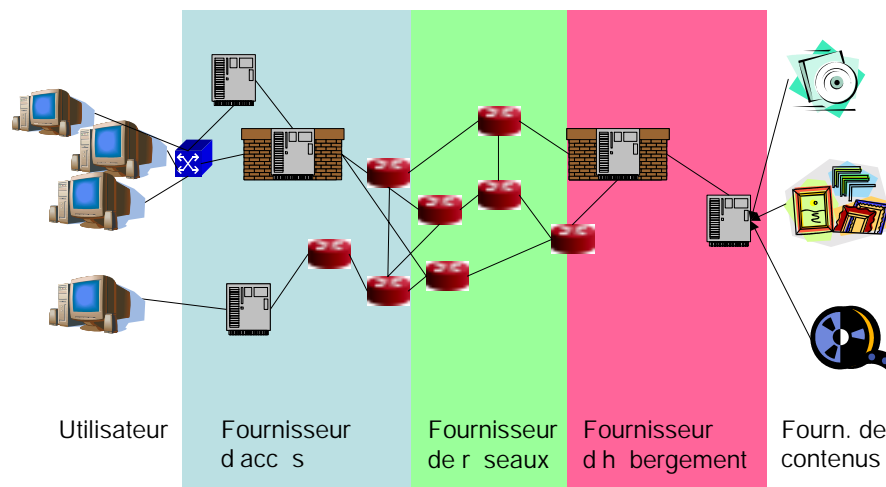 Utilisateur
Fournisseur
d acc s
Fournisseur
de r seaux
Fournisseur
d h bergement
Fourn. de
contenus